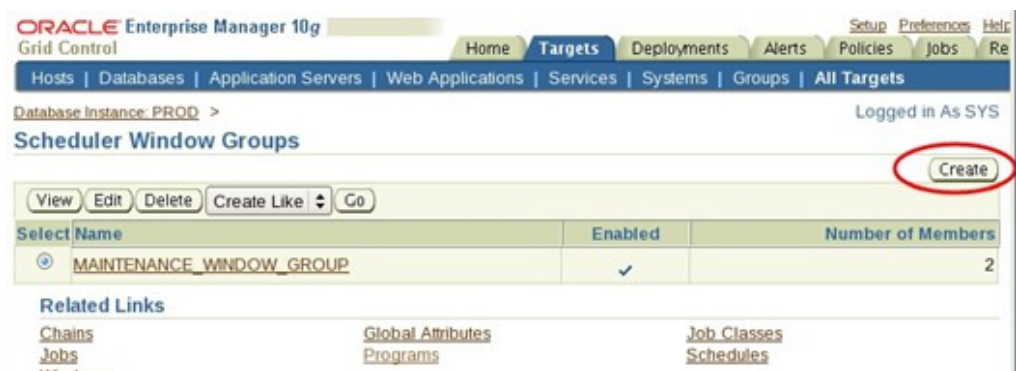 ORACLE Enterprise Manager 10g
Grid Control
Setup Preferences Help
Home Targets Deployments Alerts Policies Jobs Re
Hosts | Databases | Application Servers | Web Applications | Services | Systems | Groups | All Targets
Database Instance: PROD >
Logged in As SYS
Scheduler Window Groups
Create
View Edit Delete Create Like Go
Select Name Enabled Number of Members
MAINTENANCE_WINDOW_GROUP 2
Related Links
Chains Global Attributes Job Classes
Jobs Programs Schedules